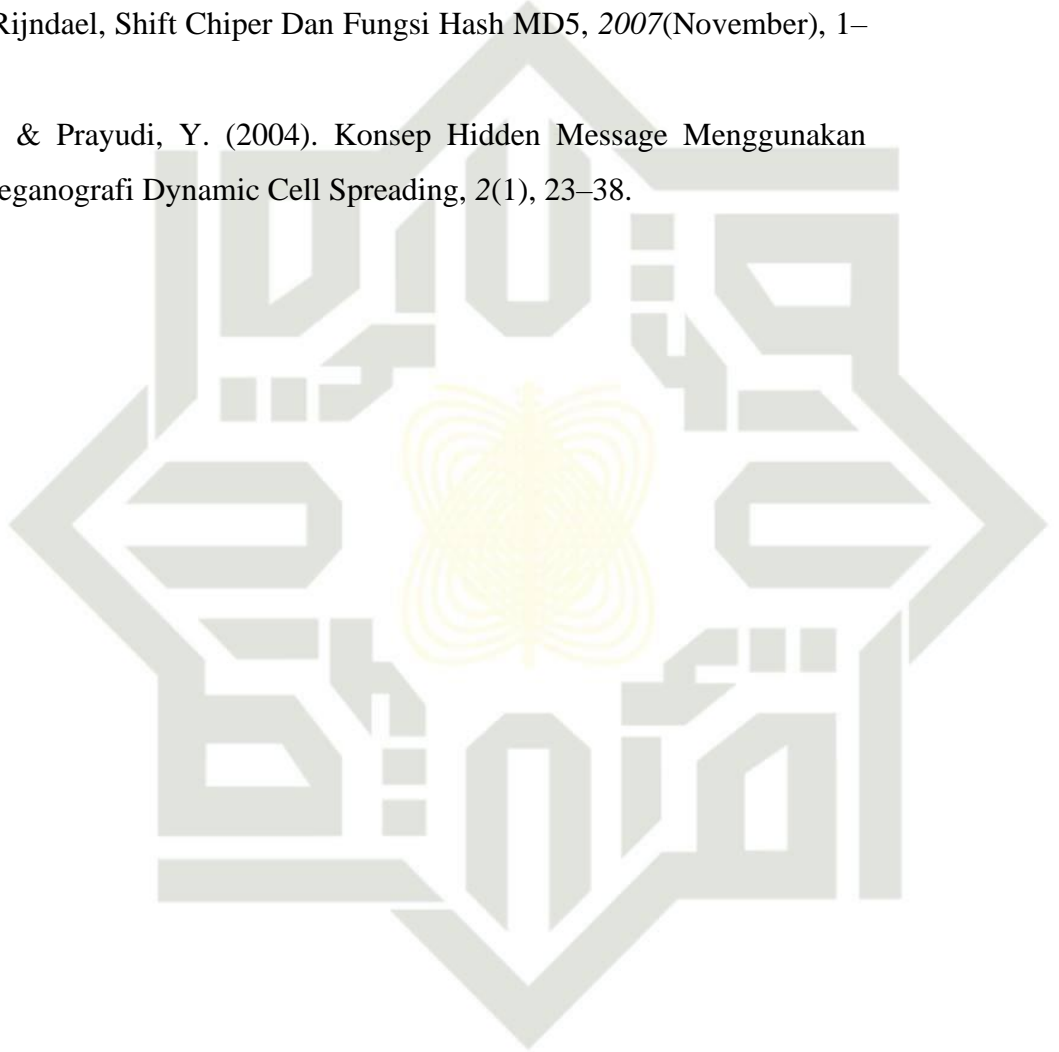 Rijndael, Shift Chiper Dan Fungsi Hash MD5, 2007(November), 1–
& Prayudi, Y. (2004). Konsep Hidden Message Menggunakan
eganografi Dynamic Cell Spreading, 2(1), 23–38.